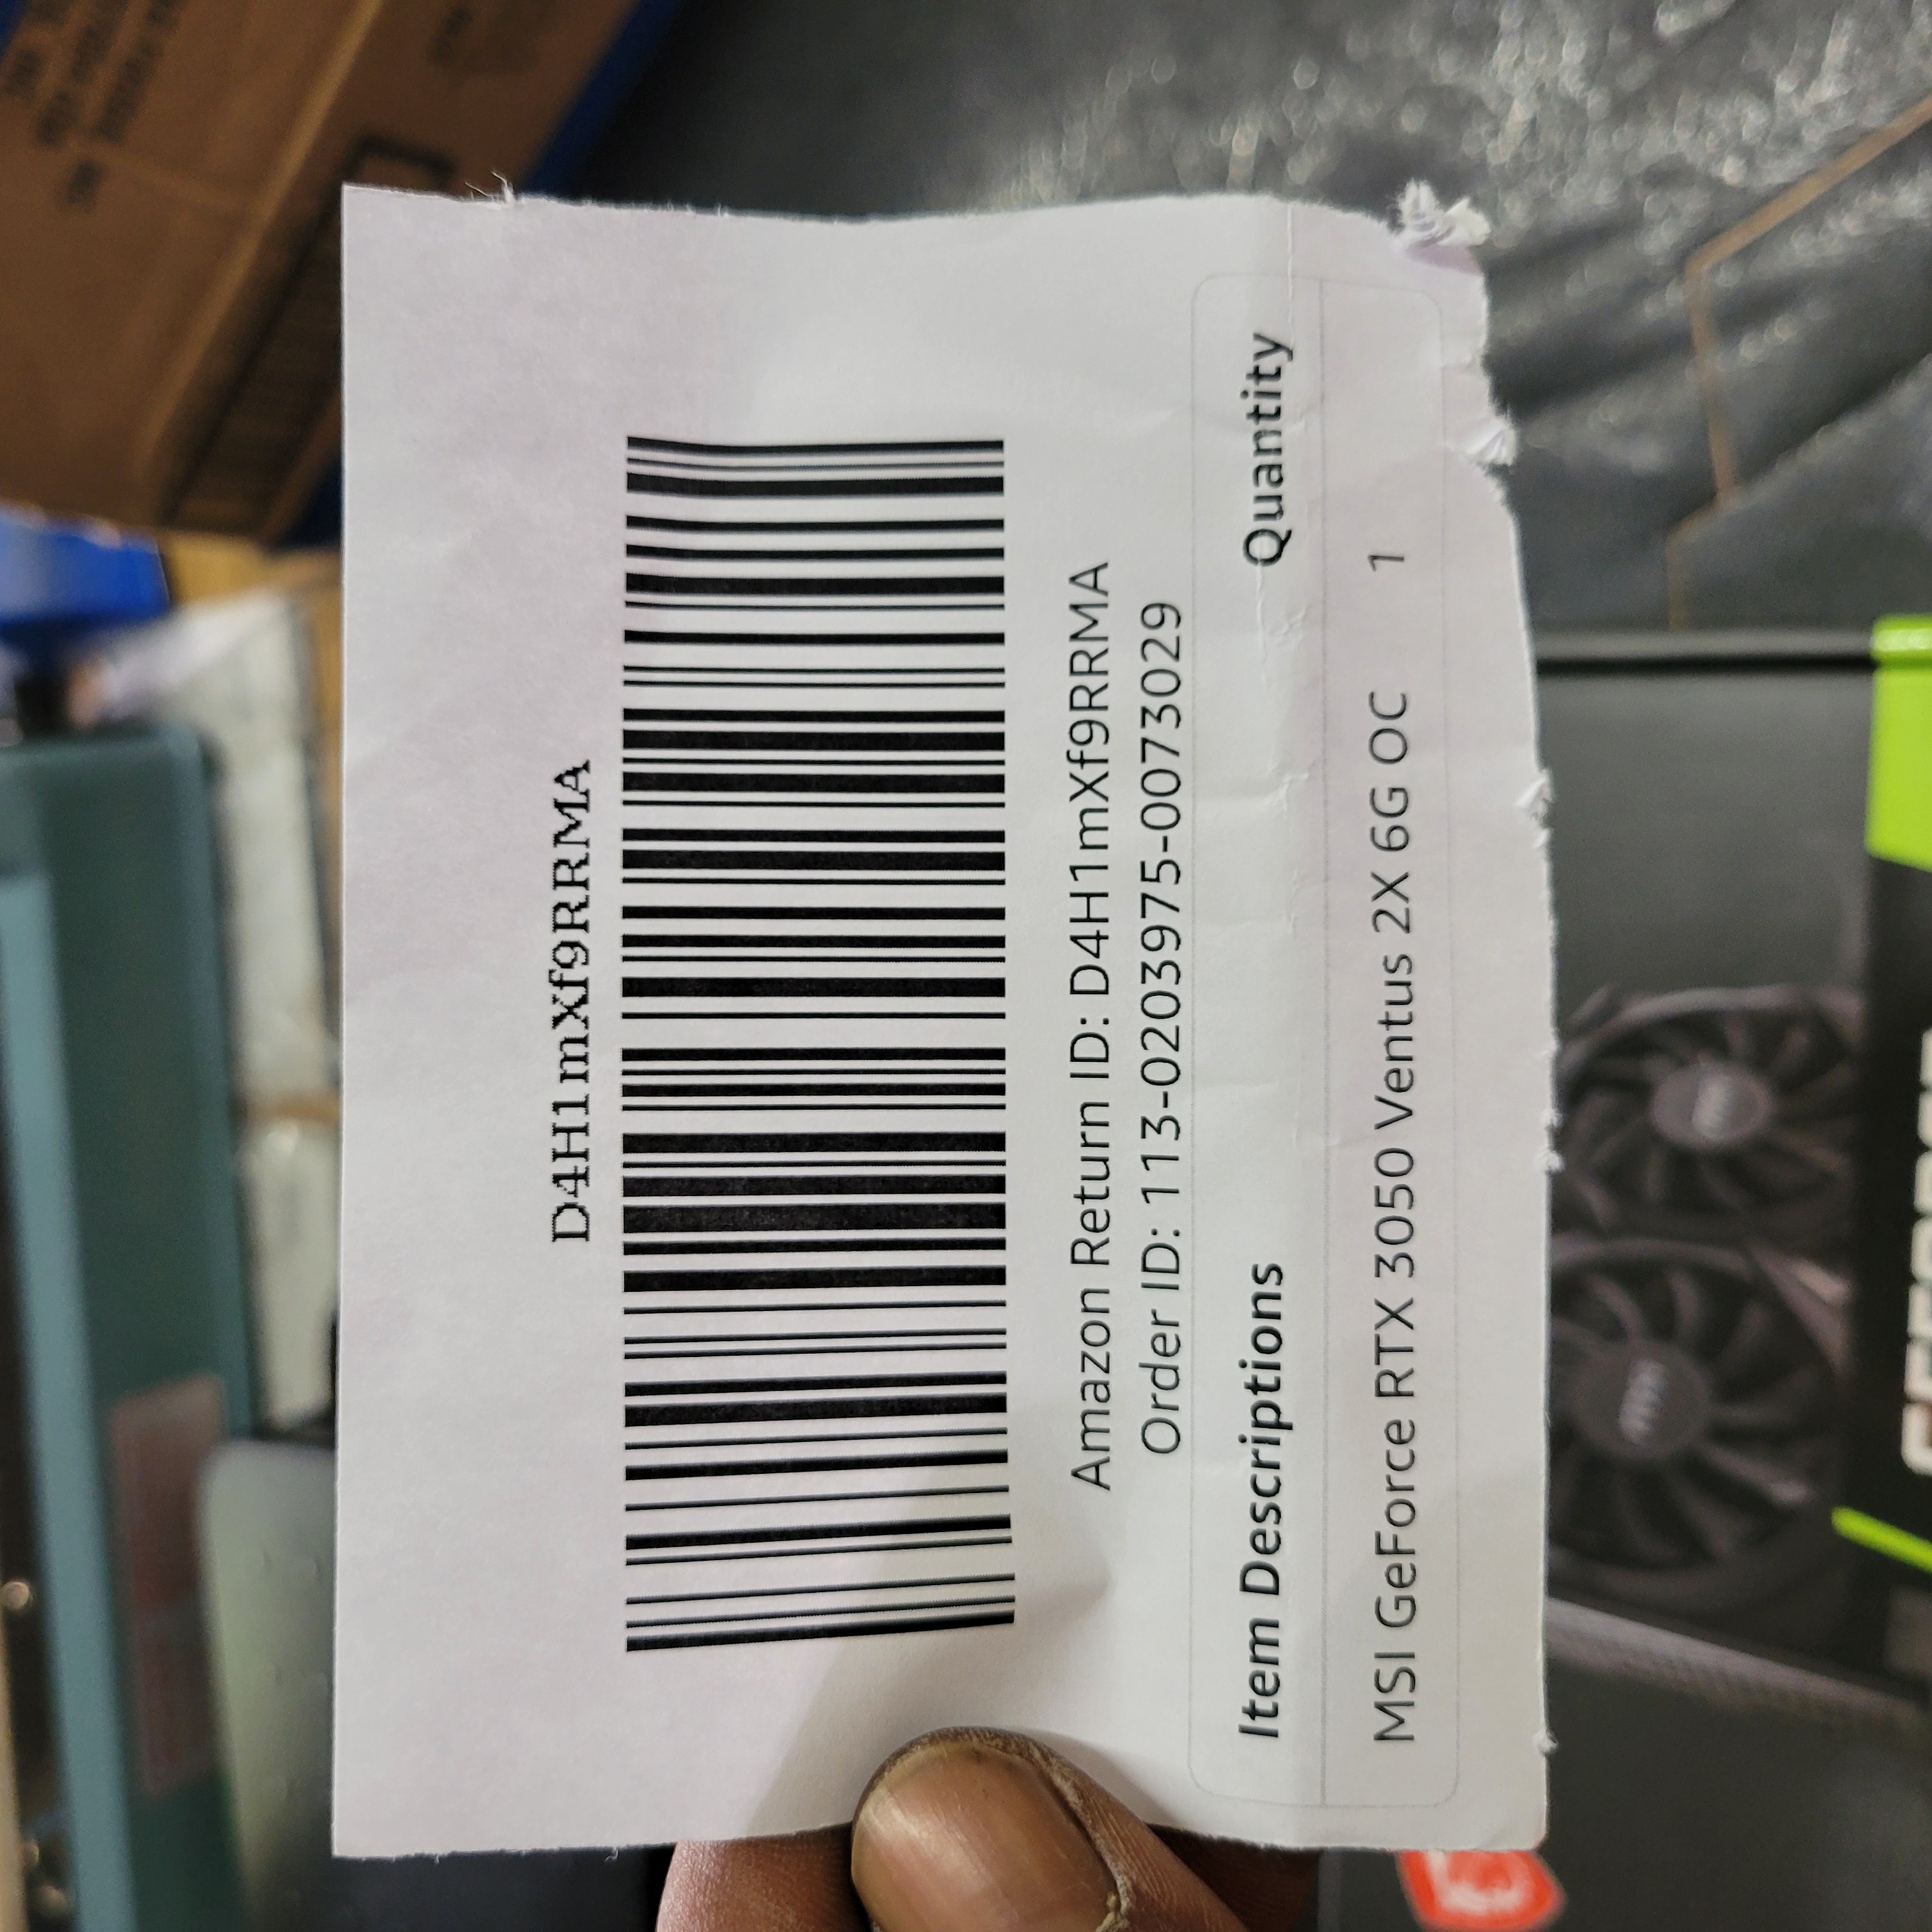 D4H1mXf9RRMA
Amazon Return ID: D4H1mXf9RRMA
Order ID: 113-0203975-0073029
Item Descriptions Quantity
MSI GeForce RTX 3050 Ventus 2X 6G OC 1